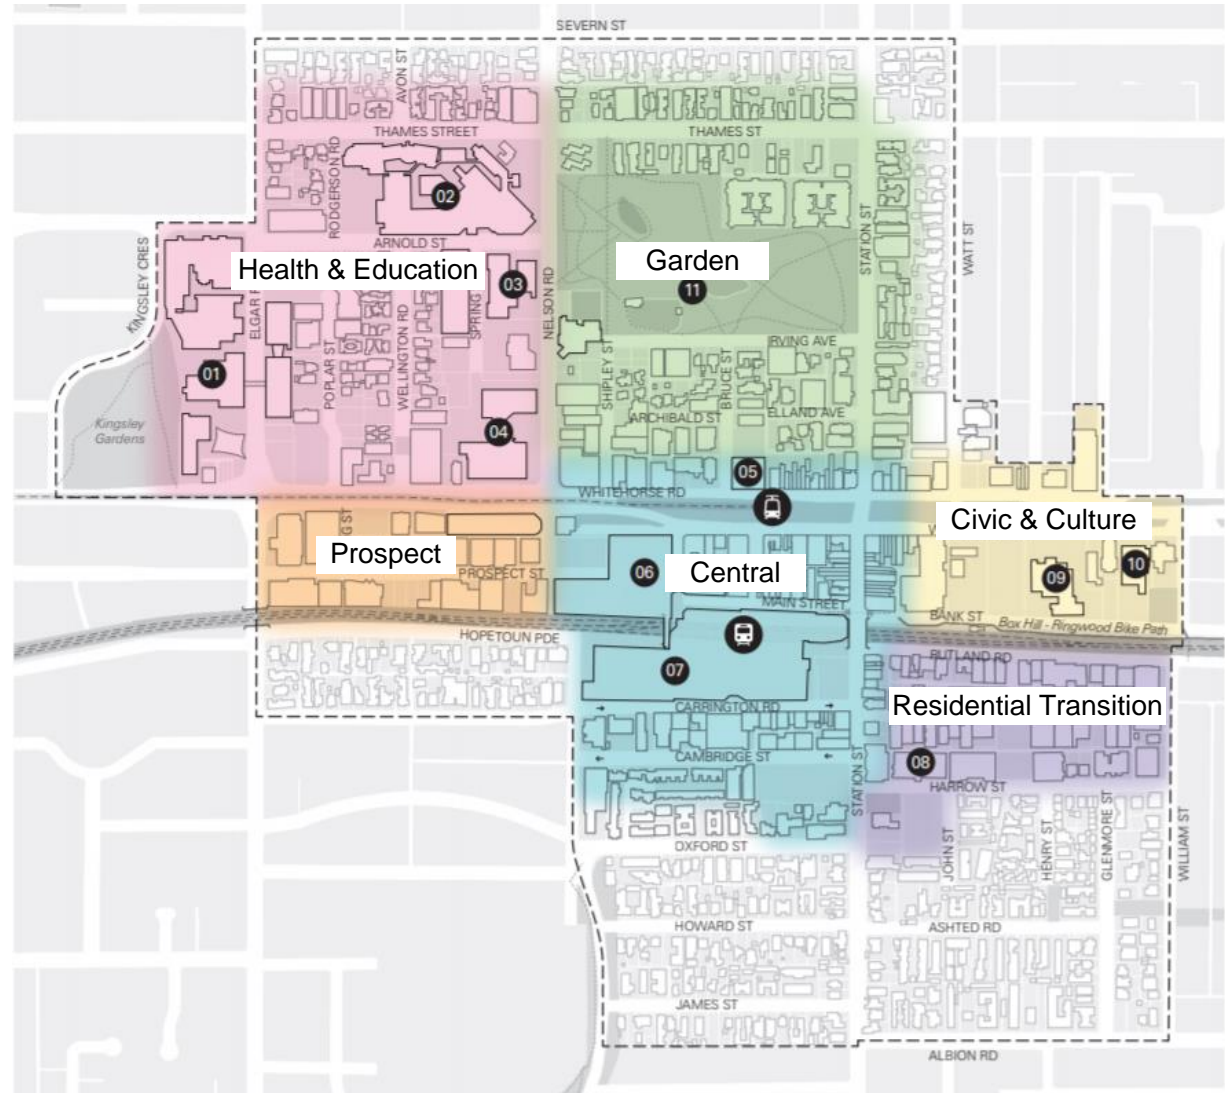 SEVERN ST
AVON ST
THAMES STREET
THAMES ST
RODGERSON RD
02
STATION ST
WATT ST
ARNOLD ST
KINGSLEY CRES
Health & Education
Garden
03
11
ELGAR
SPRING
NELSON RD
IRVING AVE
01
POPLAR ST
WELLINGTON RD
SHIPLEY ST
BRUCE ST
ELLAND AVE
ARCHIBALD ST
Kingsley
Gardens
04
05
WHITEHORSE RD
Civic & Culture
Prospect
PROSPECT ST
06
Central
09
10
MAIN STREET
BANK ST
Box Hill - Ringwood Bike Path
HOPETOUN PDE
RUTLAND RD
07
CARRINGTON RD
Residential Transition
CAMBRIDGE ST
08
STATION ST
HARROW ST
OXFORD ST
JOHN ST
HENRY ST
GLENMORE ST
WILLIAM ST
HOWARD ST
ASHTED RD
JAMES ST
ALBION RD